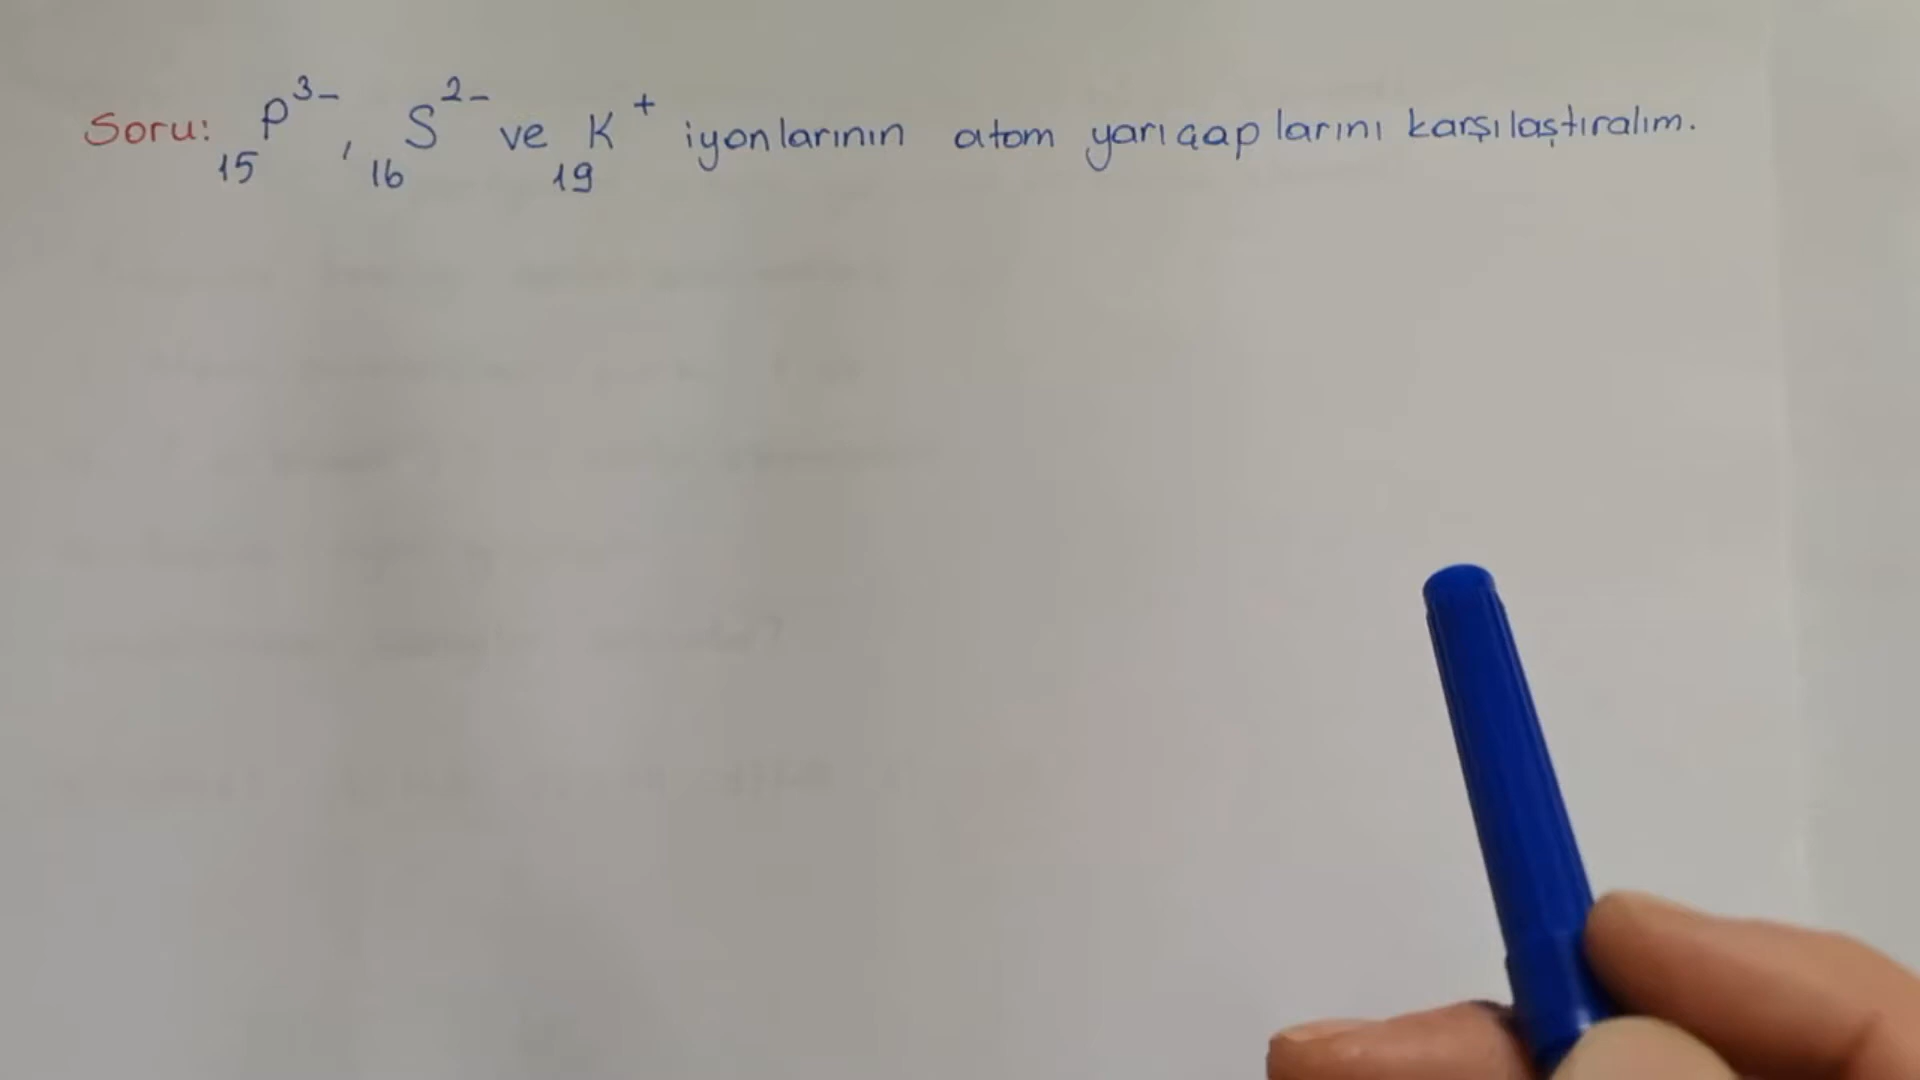 Soru: ₁₅P³⁻, ₁₆S²⁻ ve ₁₉K⁺ iyonlarının atom yarıçaplarını karşılaştıralım.